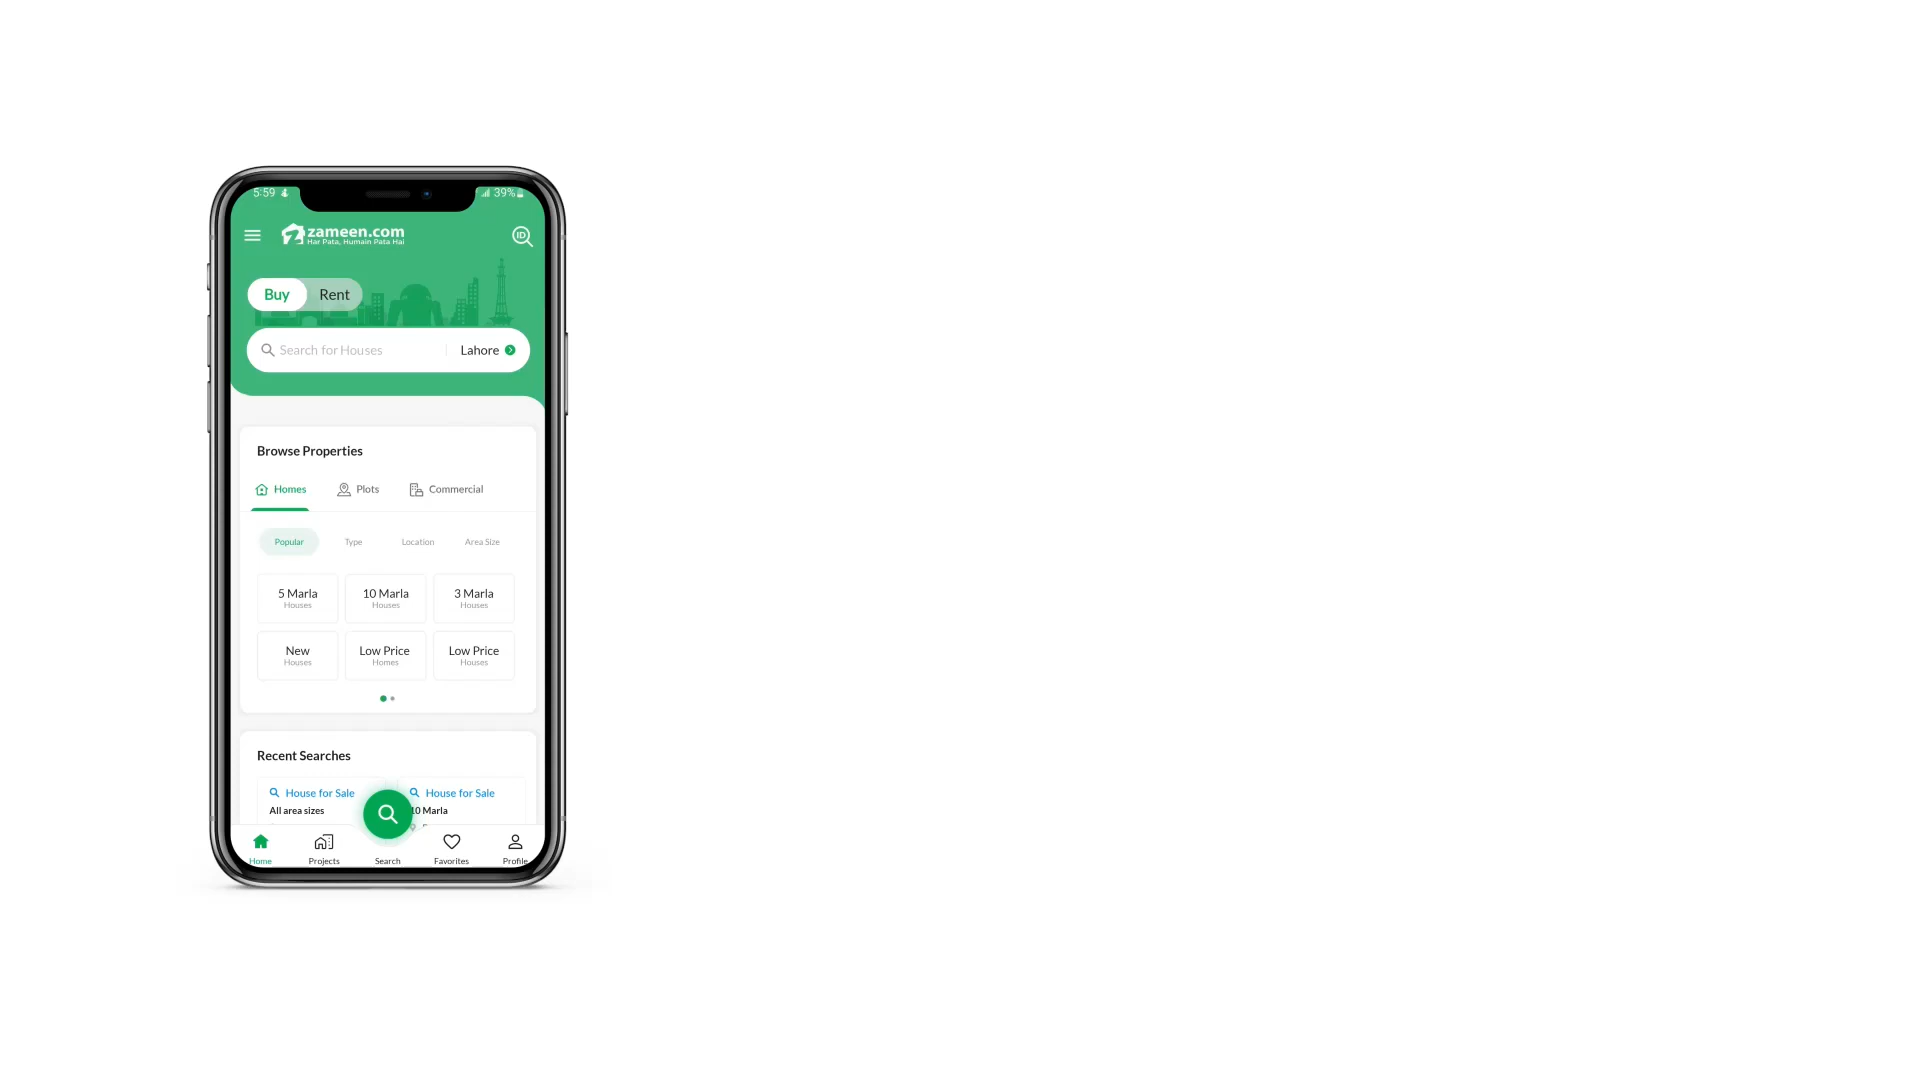 5:59
39%
zameen.com
Har Pata, Humain Pata Hai
ID
Buy Rent
Search for Houses Lahore
Browse Properties
Homes Plots Commercial
Popular Type Location Area Size
5 Marla 10 Marla 3 Marla
Houses Houses Houses
New Low Price Low Price
Houses Homes Houses
Recent Searches
House for Sale House for Sale
All area sizes 10 Marla
Home Projects Search Favorites Profile